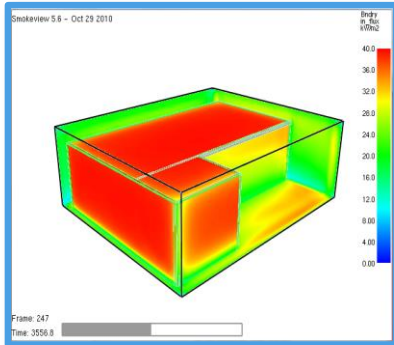 Smokeview 5.6 - Oct 29 2010
Bndry
in_flux
kW/m2
40.0
36.0
32.0
28.0
24.0
20.0
16.0
12.0
8.00
4.00
0.00
Frame: 247
Time: 3556.8